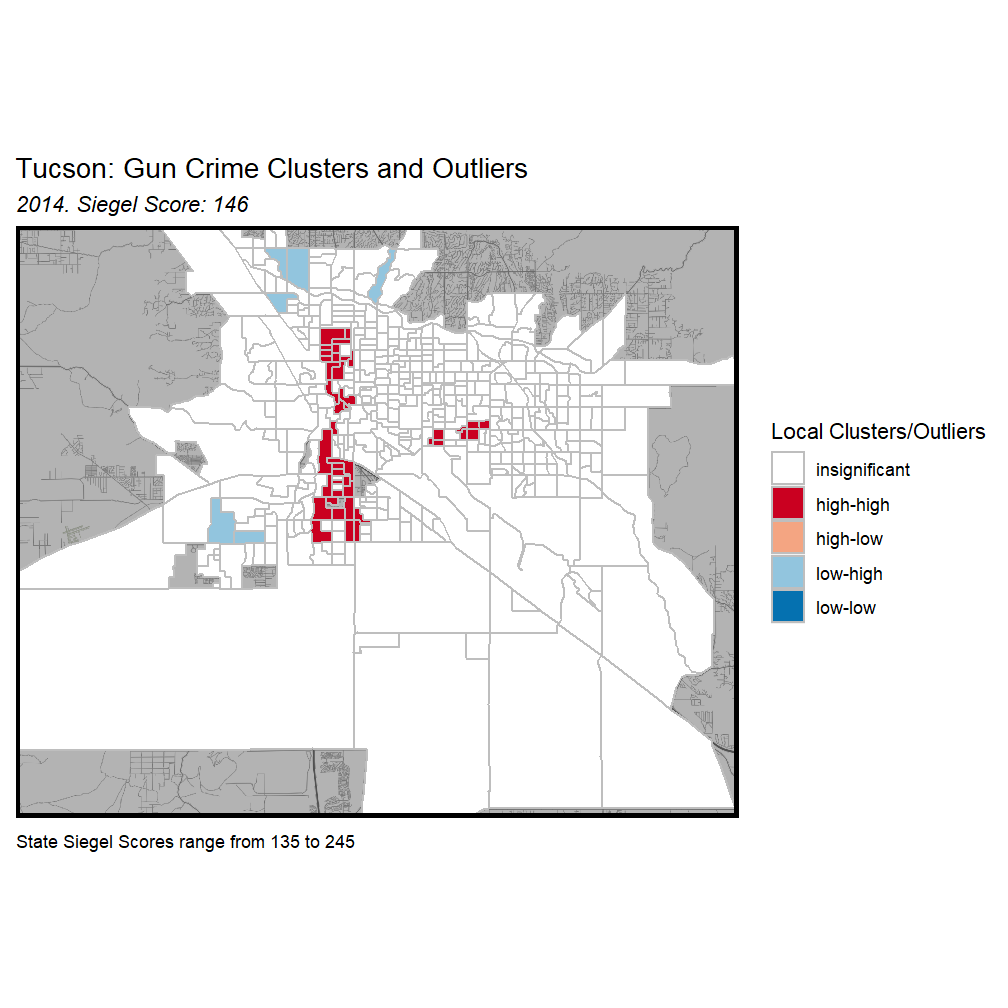 Tucson: Gun Crime Clusters and Outliers
2014. Siegel Score: 146
Local Clusters/Outliers
insignificant
high-high
high-low
low-high
low-low
State Siegel Scores range from 135 to 245